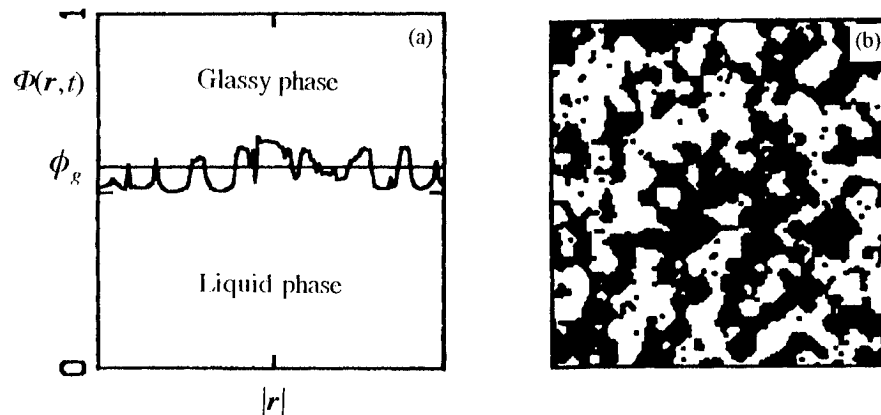 1
(a)
Φ(r,t)
Glassy phase
ϕg
Liquid phase
0
|r|
(b)